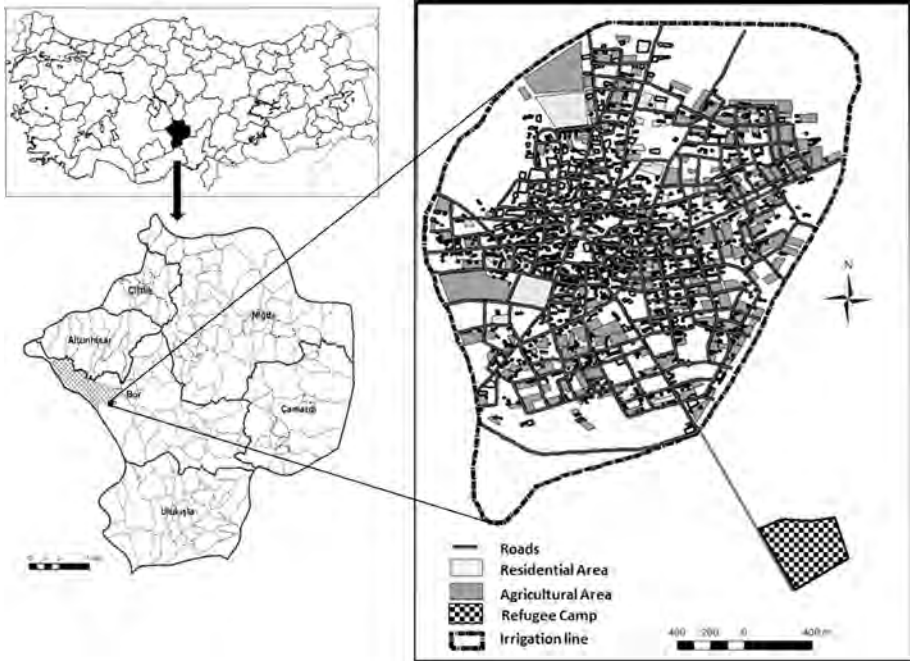 Çiftlik
Niğde
Altunhisar
Bor
Çamardı
Ulukışla
N
Roads
Residential Area
Agricultural Area
Refugee Camp
Irrigation line
400 200 0 400 m